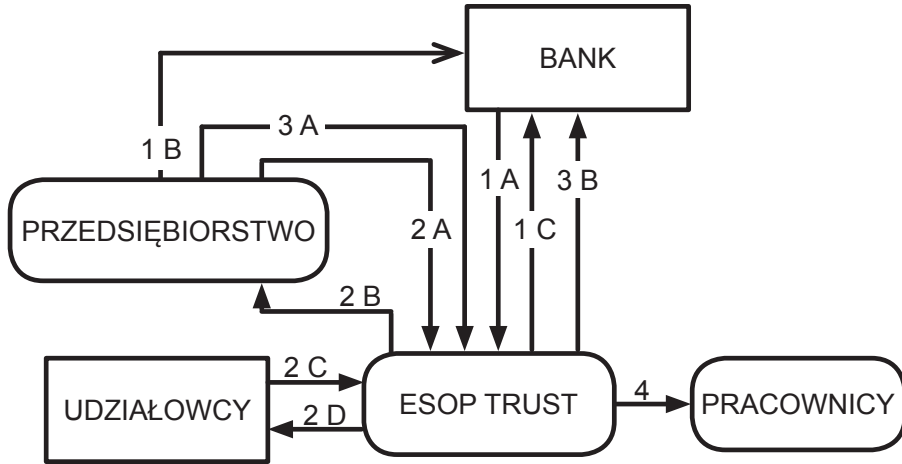 BANK
3 A
1 B
1 A
3 B
PRZEDSIĘBIORSTWO
2 A
1 C
2 B
2 C
UDZIAŁOWCY
2 D
ESOP TRUST
4
PRACOWNICY